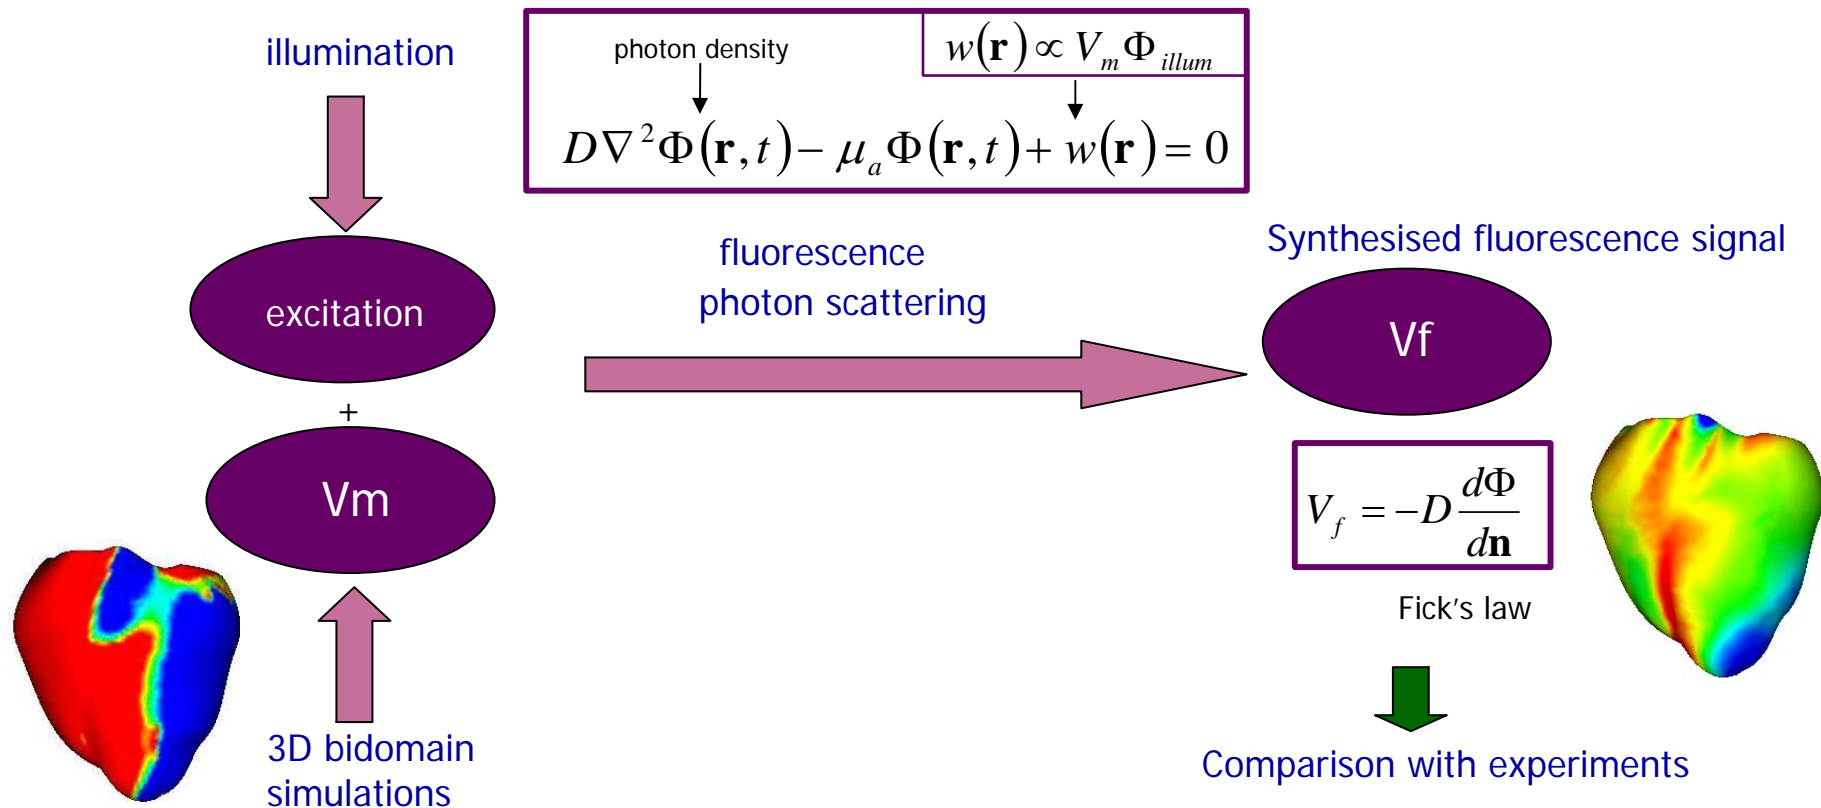 illumination
photon density
w(r) ∝ V_m Φ_illum
D∇²Φ(r, t) − μ_a Φ(r, t) + w(r) = 0
excitation
+
Vm
3D bidomain
simulations
fluorescence
photon scattering
Synthesised fluorescence signal
Vf
V_f = −D dΦ/dn
Fick's law
Comparison with experiments